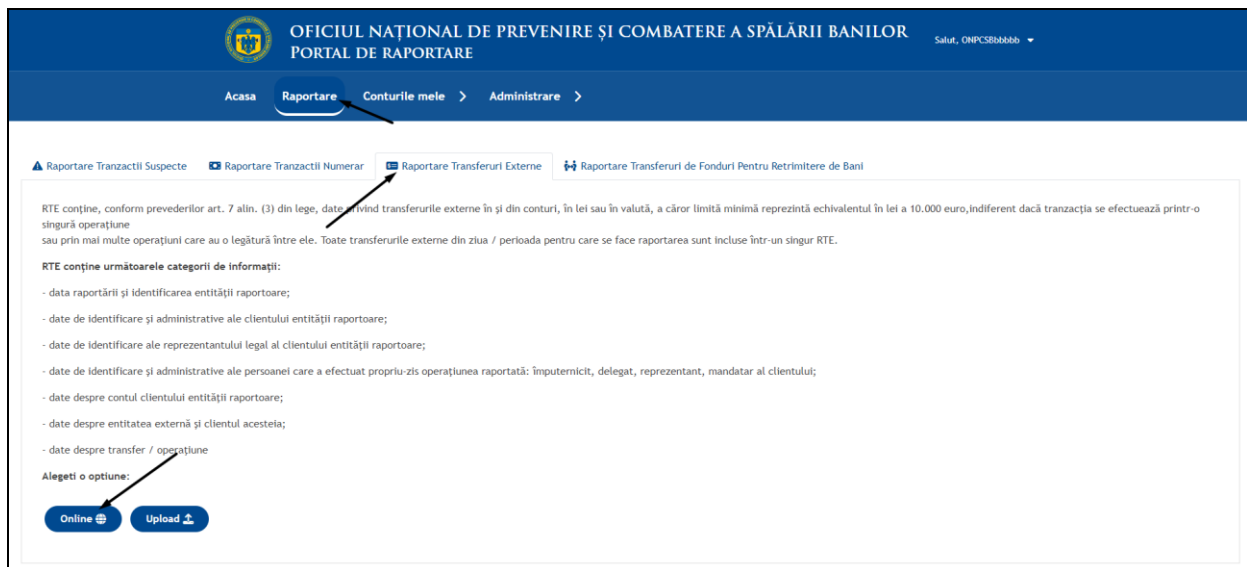 OFICIUL NAȚIONAL DE PREVENIRE ȘI COMBATERE A SPĂLĂRII BANILOR
PORTAL DE RAPORTARE
Salut, ONPCSBbbbbb
Acasa Raportare Conturile mele > Administrare >
Raportare Tranzactii Suspecte Raportare Tranzactii Numerar Raportare Transferuri Externe Raportare Transferuri de Fonduri Pentru Retrimitere de Bani
RTE conține, conform prevederilor art. 7 alin. (3) din lege, date privind transferurile externe în și din conturi, în lei sau în valută, a căror limită minimă reprezintă echivalentul în lei a 10.000 euro,indiferent dacă tranzacția se efectuează printr-o
singură operațiune
sau prin mai multe operațiuni care au o legătură între ele. Toate transferurile externe din ziua / perioada pentru care se face raportarea sunt incluse într-un singur RTE.
RTE conține următoarele categorii de informații:
- data raportării și identificarea entității raportoare;
- date de identificare și administrative ale clientului entității raportoare;
- date de identificare ale reprezentantului legal al clientului entității raportoare;
- date de identificare și administrative ale persoanei care a efectuat propriu-zis operațiunea raportată: împuternicit, delegat, reprezentant, mandatar al clientului;
- date despre contul clientului entității raportoare;
- date despre entitatea externă și clientul acesteia;
- date despre transfer / operațiune
Alegeti o optiune:
Online Upload